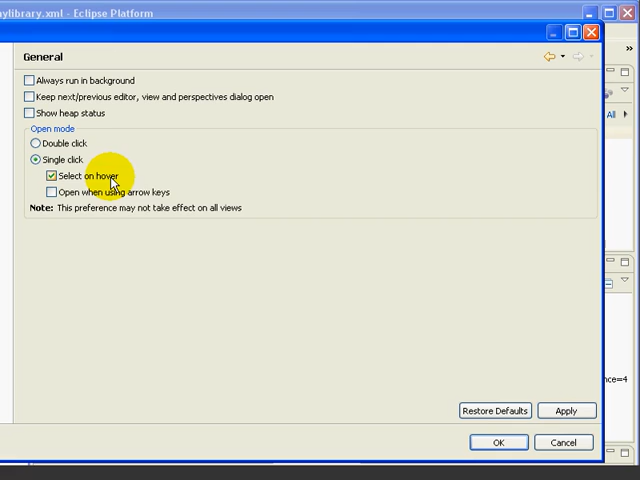 ylibrary.xml - Eclipse Platform
»
General
Always run in background
Keep next/previous editor, view and perspectives dialog open
Show heap status
All
Open mode
Double click
Single click
Select on hover
Open when using arrow keys
Note: This preference may not take effect on all views
nce=4
Restore Defaults
Apply
OK
Cancel